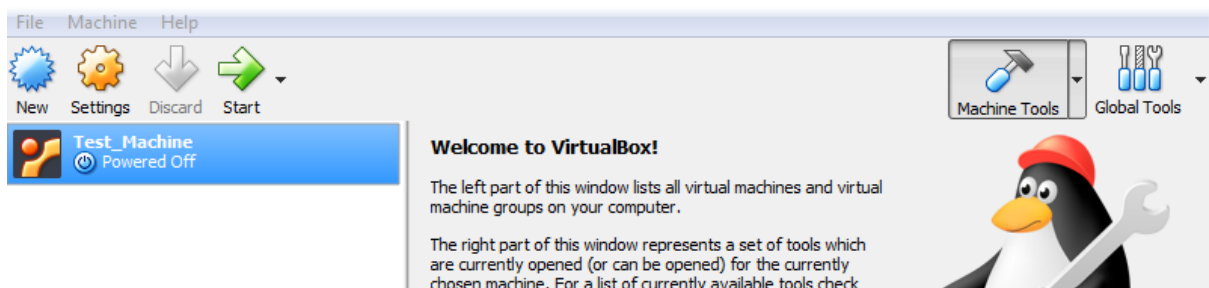 File Machine Help
New Settings Discard Start Machine Tools Global Tools
Test_Machine
Powered Off
Welcome to VirtualBox!
The left part of this window lists all virtual machines and virtual
machine groups on your computer.
The right part of this window represents a set of tools which
are currently opened (or can be opened) for the currently
chosen machine. For a list of currently available tools check